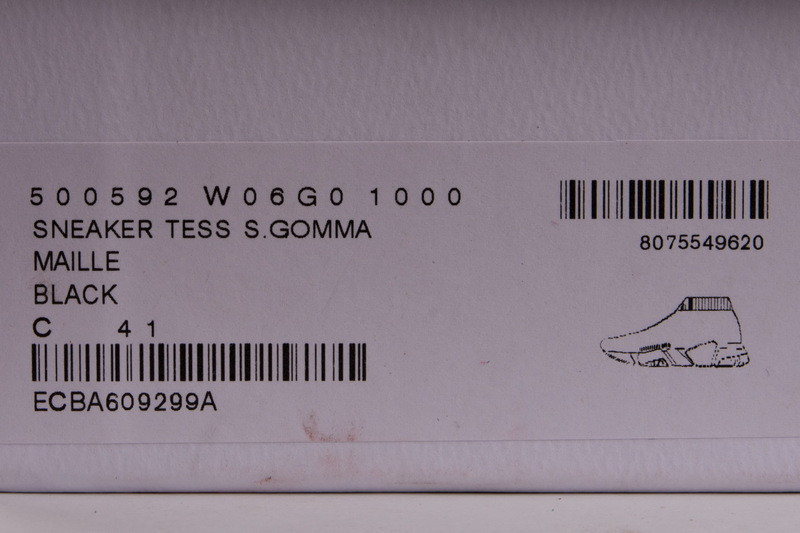 500592 W06G0 1000
SNEAKER TESS S.GOMMA
MAILLE
BLACK
C 41
ECBA609299A
8075549620